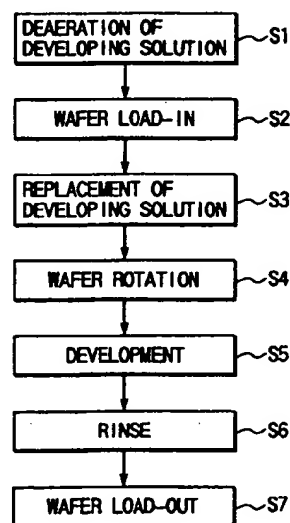 DEAERATION OF
DEVELOPING SOLUTION
S1
WAFER LOAD-IN
S2
REPLACEMENT OF
DEVELOPING SOLUTION
S3
WAFER ROTATION
S4
DEVELOPMENT
S5
RINSE
S6
WAFER LOAD-OUT
S7